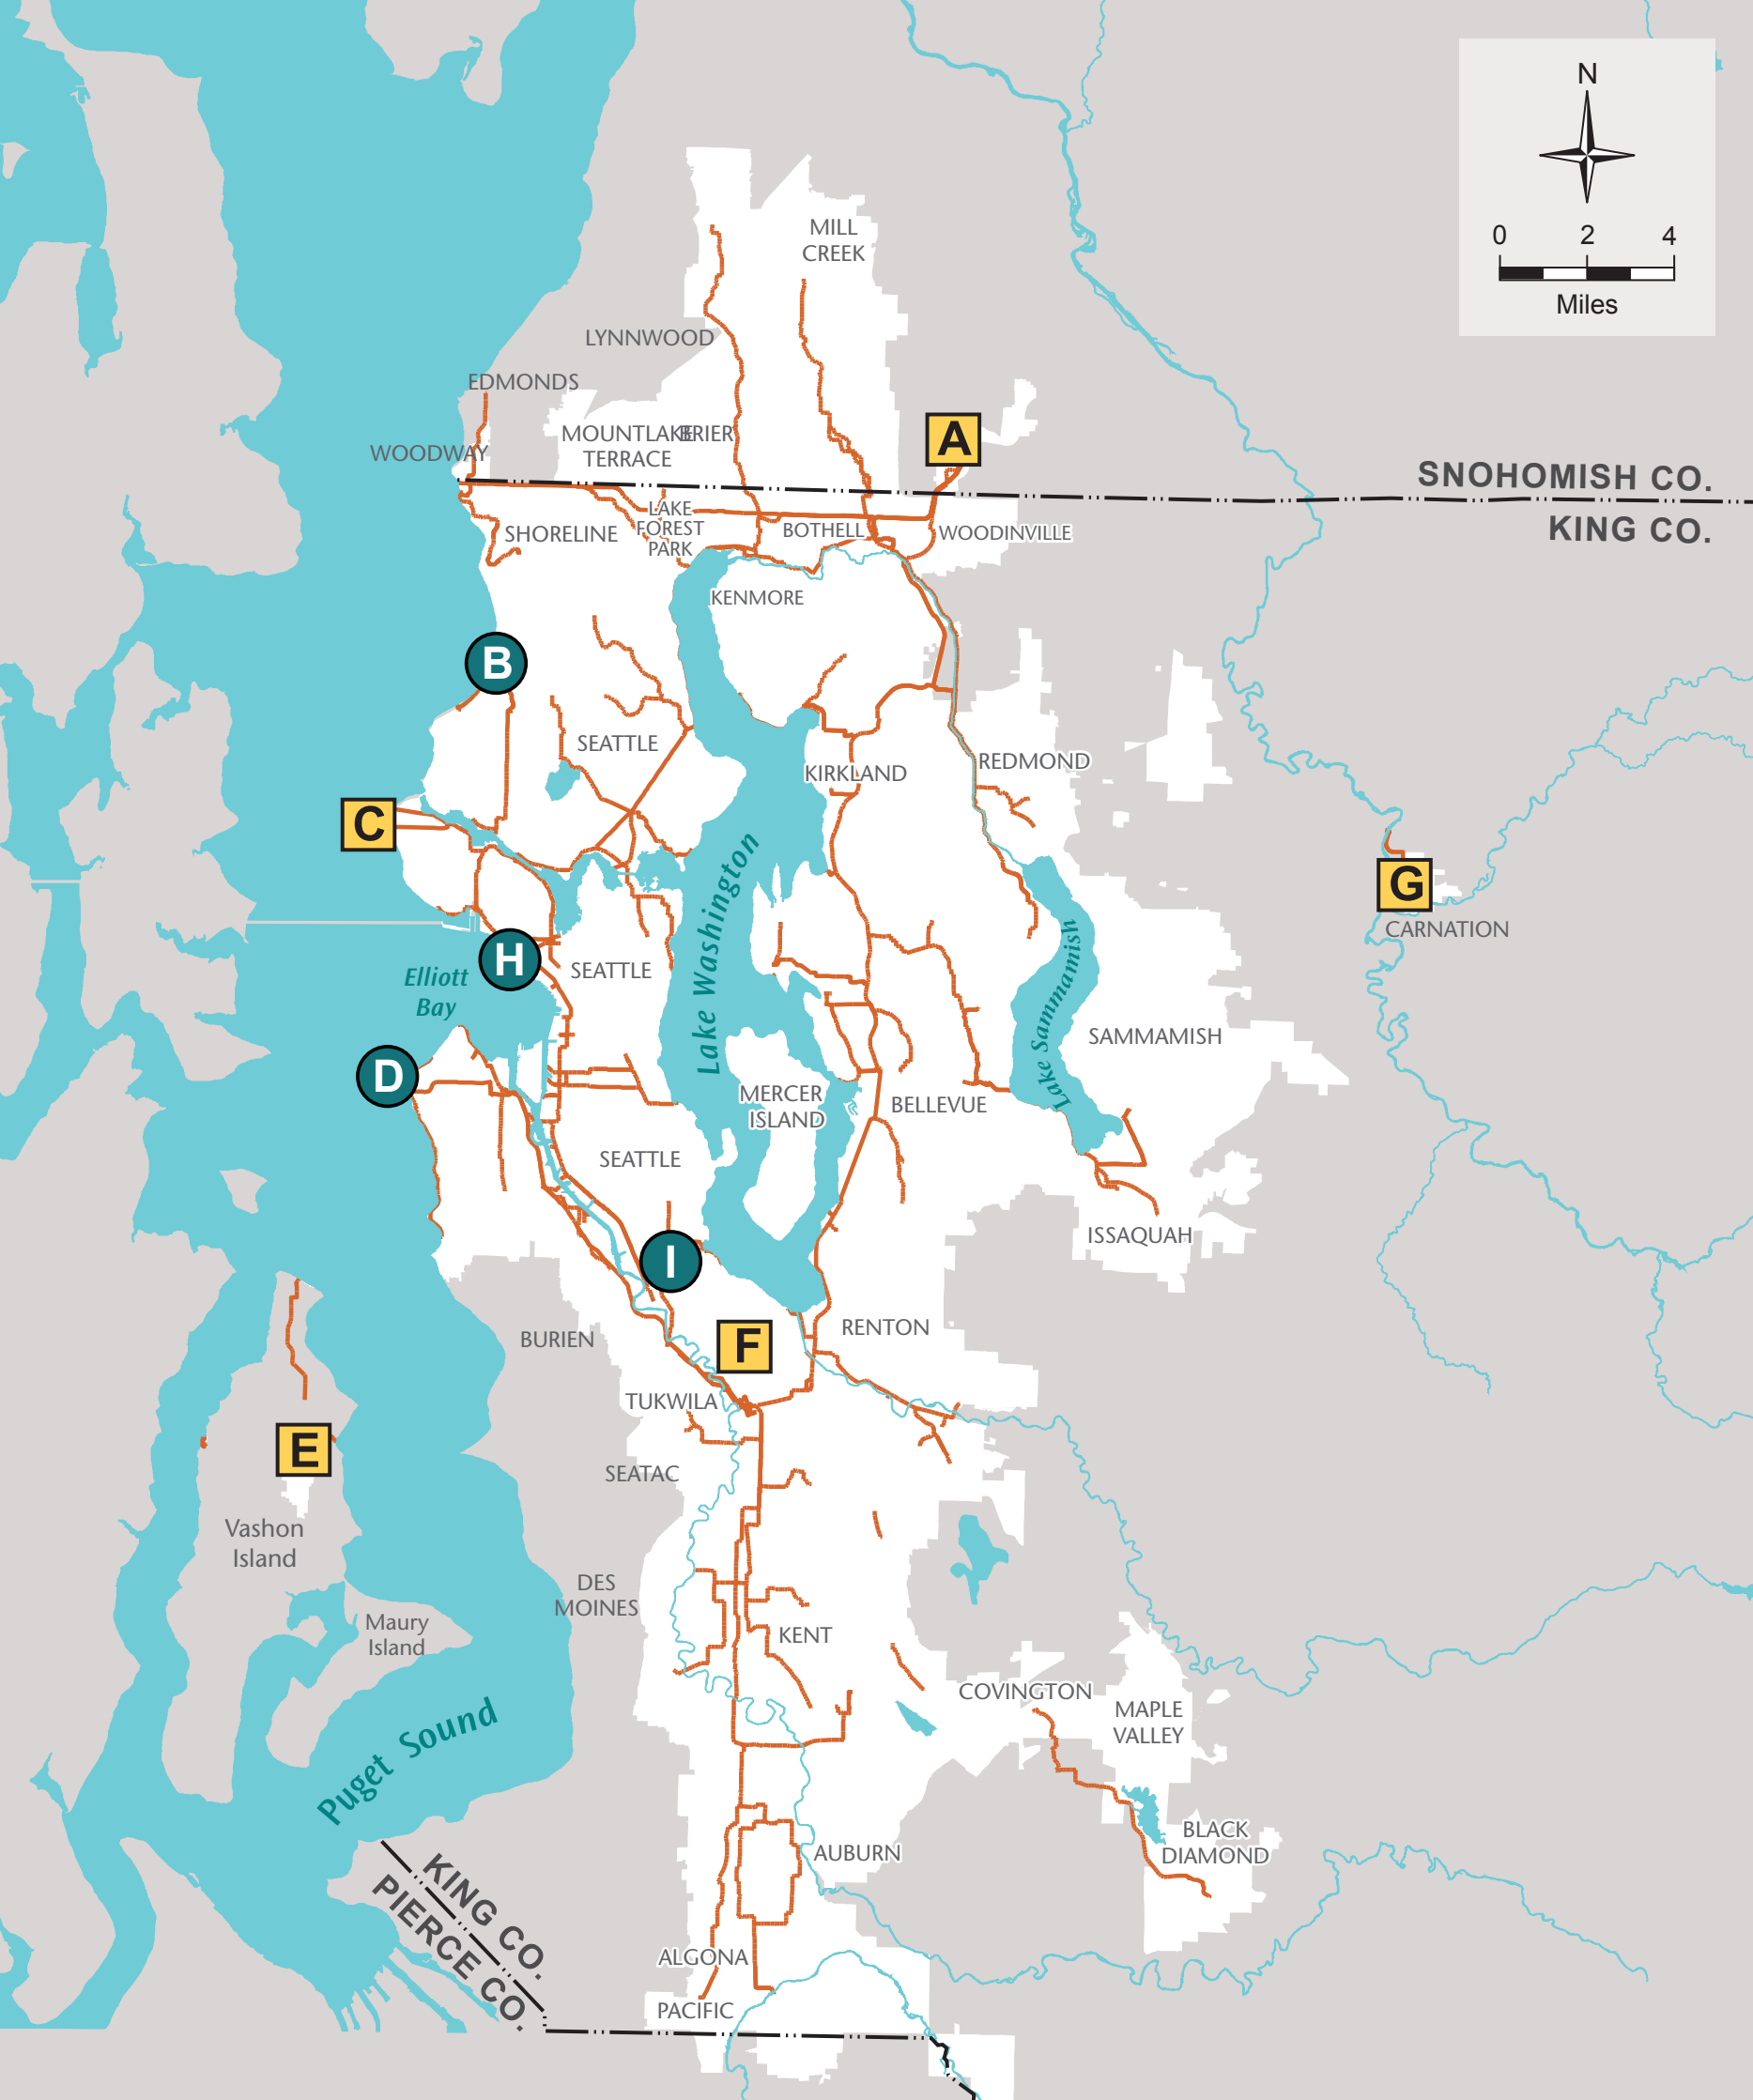 N
0 2 4
Miles
MILL
CREEK
LYNNWOOD
EDMONDS
MOUNTLAKE
TERRACE
BRIER
WOODWAY
A
SNOHOMISH CO.
KING CO.
SHORELINE
LAKE
FOREST
PARK
BOTHELL
WOODINVILLE
KENMORE
B
SEATTLE
KIRKLAND
REDMOND
C
Lake Washington
G
CARNATION
H
SEATTLE
Elliott
Bay
Lake Sammamish
SAMMAMISH
D
MERCER
ISLAND
BELLEVUE
SEATTLE
ISSAQUAH
I
BURIEN
F
RENTON
TUKWILA
E
SEATAC
Vashon
Island
DES
MOINES
Maury
Island
KENT
COVINGTON
MAPLE
VALLEY
Puget Sound
BLACK
DIAMOND
AUBURN
KING CO.
PIERCE CO.
ALGONA
PACIFIC